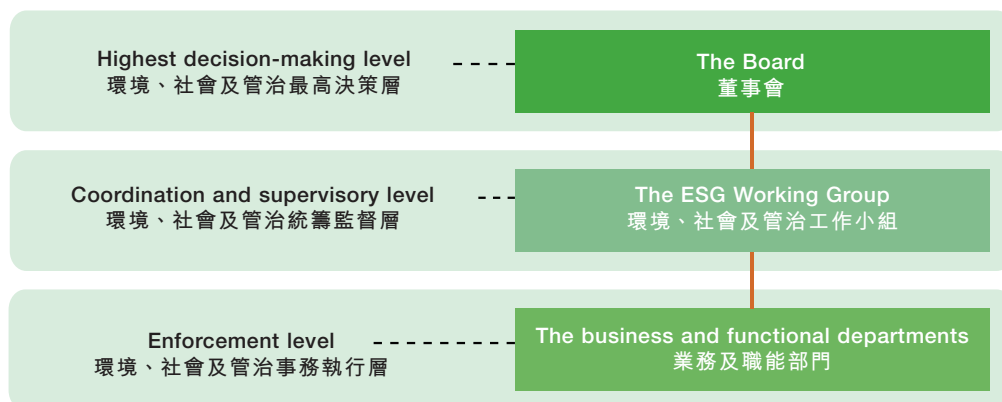 Highest decision-making level
環境、社會及管治最高決策層
The Board
董事會
Coordination and supervisory level
環境、社會及管治統籌監督層
The ESG Working Group
環境、社會及管治工作小組
Enforcement level
環境、社會及管治事務執行層
The business and functional departments
業務及職能部門